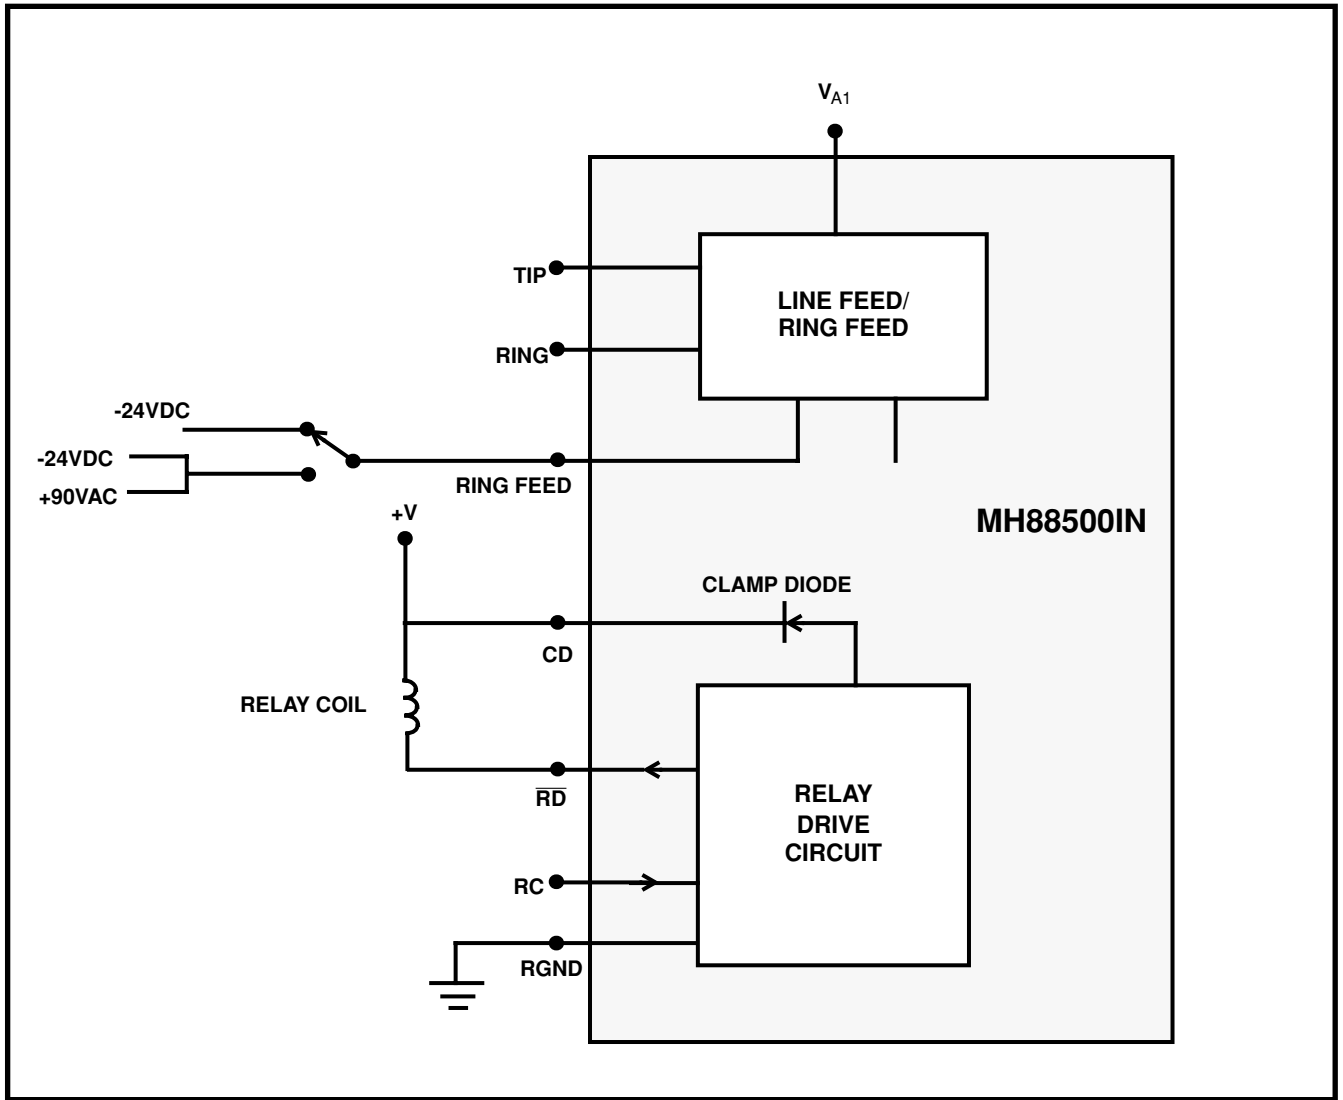 VA1
TIP
LINE FEED/
RING FEED
RING
-24VDC
-24VDC
+90VAC
RING FEED
+V
MH88500IN
CLAMP DIODE
CD
RELAY COIL
R̅D̅
RELAY
DRIVE
CIRCUIT
RC
RGND